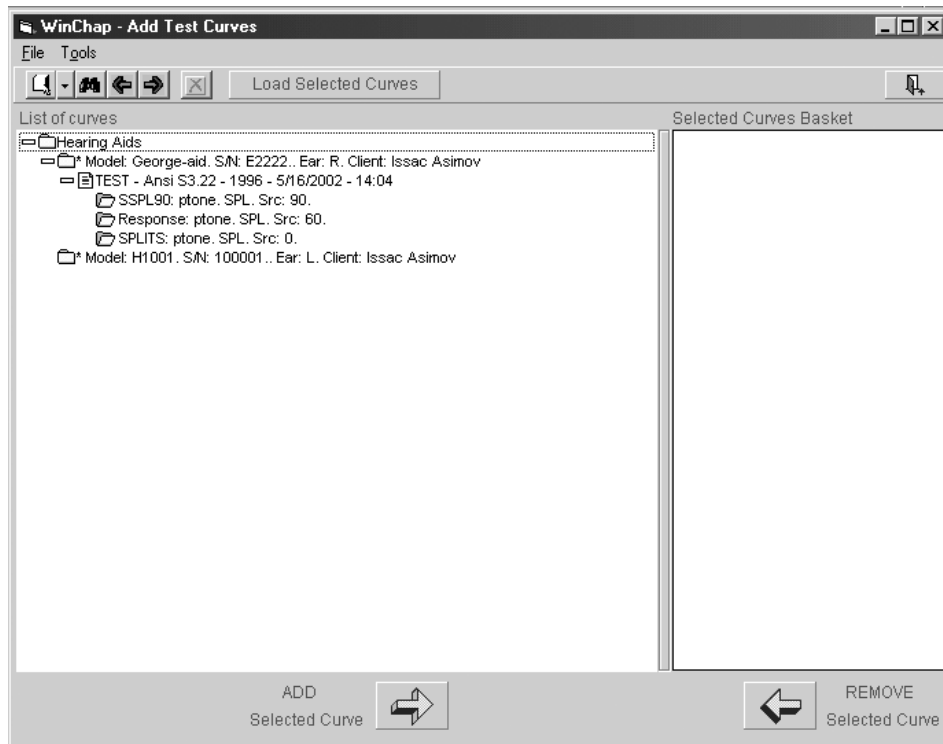 WinChap - Add Test Curves
File Tools
Load Selected Curves
List of curves
Selected Curves Basket
Hearing Aids
* Model: George-aid. S/N: E2222.. Ear: R. Client: Issac Asimov
TEST - Ansi S3.22 - 1996 - 5/16/2002 - 14:04
SSPL90: ptone. SPL. Src: 90.
Response: ptone. SPL. Src: 60.
SPLITS: ptone. SPL. Src: 0.
* Model: H1001. S/N: 100001.. Ear: L. Client: Issac Asimov
ADD
Selected Curve
REMOVE
Selected Curve